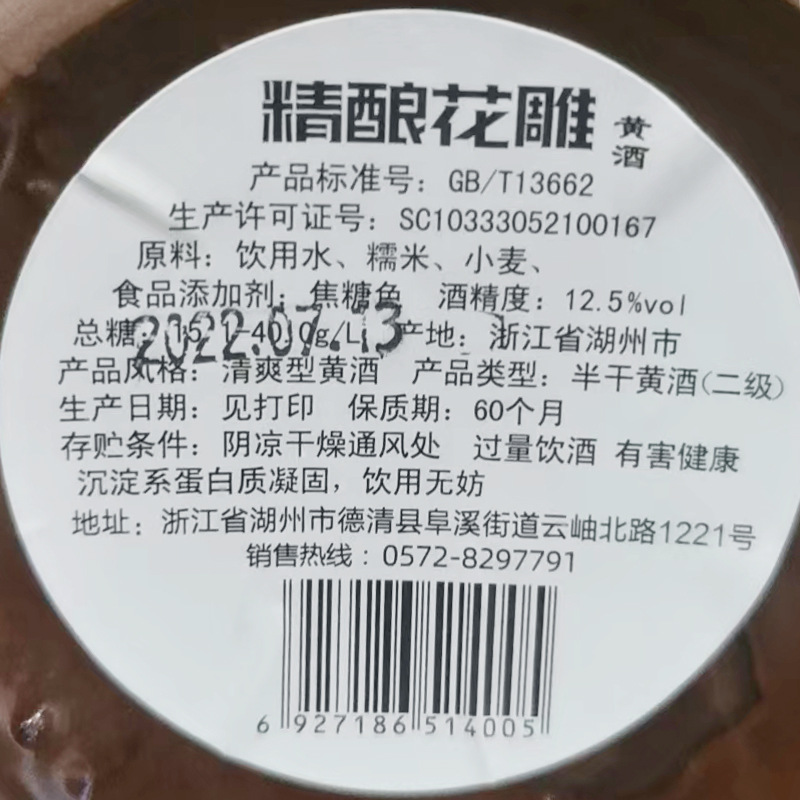 精酿花雕 黄酒
产品标准号：GB/T13662
生产许可证号：SC10333052100167
原料：饮用水、糯米、小麦、
食品添加剂：焦糖色 酒精度：12.5%vol
总糖：15.1-40.0g/L 产地：浙江省湖州市
2022.07.13
产品风格：清爽型黄酒 产品类型：半干黄酒(二级)
生产日期：见打印 保质期：60个月
存贮条件：阴凉干燥通风处 过量饮酒 有害健康
沉淀系蛋白质凝固，饮用无妨
地址：浙江省湖州市德清县阜溪街道云岫北路1221号
销售热线：0572-8297791
6 927186 514005